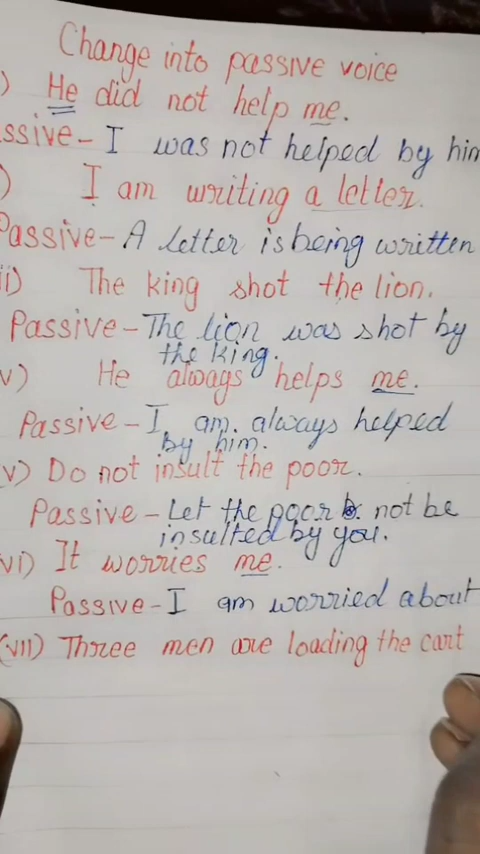 Change into passive voice
) He did not help me.
ssive - I was not helped by him
) I am writing a letter.
Passive - A letter is being written
ii) The king shot the lion.
Passive - The lion was shot by
the king.
v) He always helps me.
Passive - I am. always helped
by him.
v) Do not insult the poor.
Passive - Let the poor not be
insulted by you.
vi) It worries me.
Passive - I am worried about
(vii) Three men are loading the cart